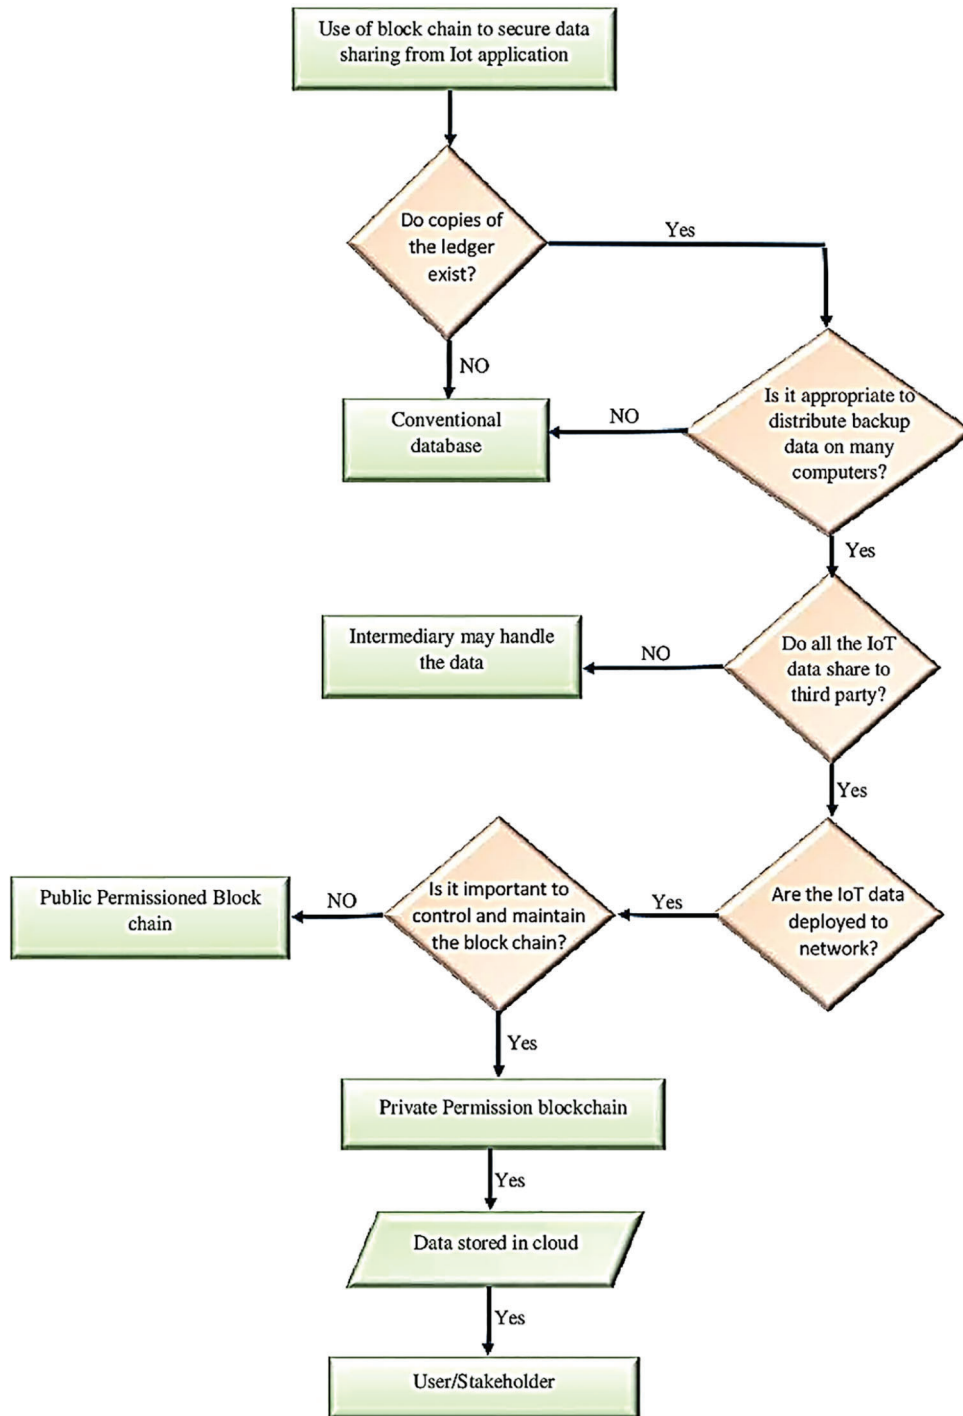 Use of block chain to secure data
sharing from Iot application
Do copies of
the ledger
exist?
Yes
NO
Conventional
database
NO
Is it appropriate to
distribute backup
data on many
computers?
Yes
Intermediary may handle
the data
NO
Do all the IoT
data share to
third party?
Yes
Public Permissioned Block
chain
NO
Is it important to
control and maintain
the block chain?
Yes
Are the IoT data
deployed to
network?
Yes
Private Permission blockchain
Yes
Data stored in cloud
Yes
User/Stakeholder